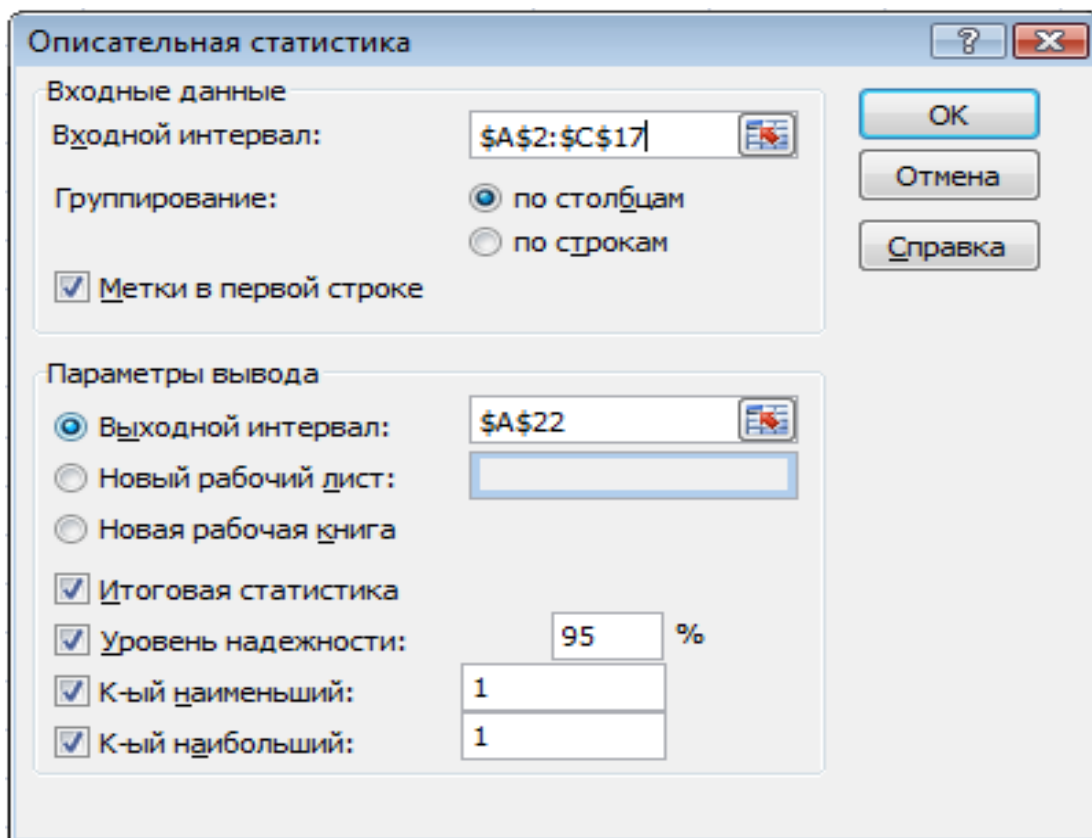 Описательная статистика
Входные данные
Входной интервал: $A$2:$C$17
Группирование: по столбцам
по строкам
Метки в первой строке
OK
Отмена
Справка
Параметры вывода
Выходной интервал: $A$22
Новый рабочий лист:
Новая рабочая книга
Итоговая статистика
Уровень надежности: 95 %
К-ый наименьший: 1
К-ый наибольший: 1